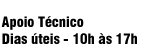 Apoio Técnico
Dias úteis - 10h às 17h